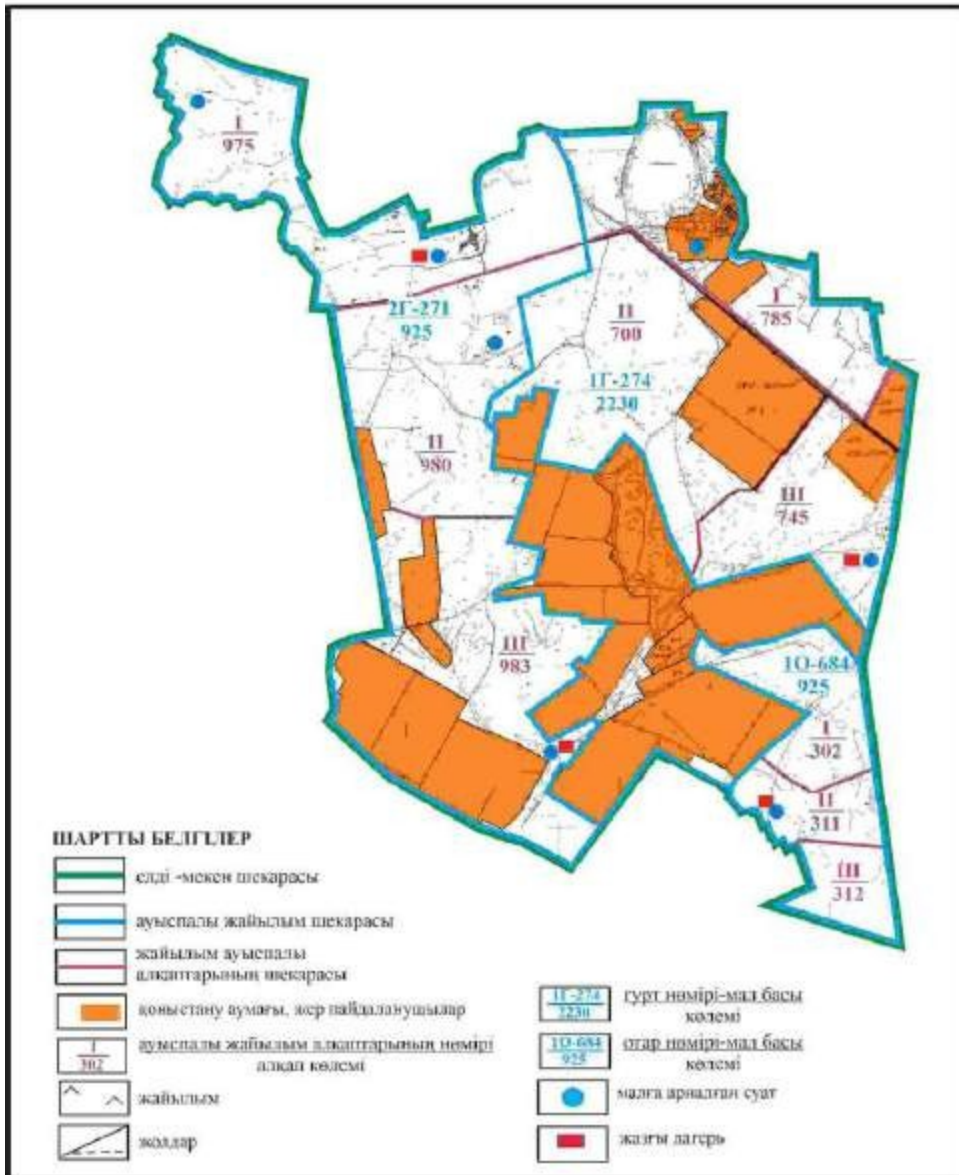 I
975
2Г-271
925
II
700
I
785
1Г-274
2230
II
980
III
745
III
983
1О-684
925
I
302
II
311
III
312
ШАРТТЫ БЕЛГІЛЕР
елді -мекен шекарасы
ауыспалы жайылым шекарасы
жайылым ауыспалы
алқаптарының шекарасы
қоныстану аумағы, жер пайдаланушылар
I
302
ауыспалы жайылым алқаптарының нөмірі
алқап көлемі
жайылым
жолдар
1Г-274
2230
гурт нөмірі-мал басы
көлемі
1О-684
925
отар нөмірі-мал басы
көлемі
малға арналған суат
жазғы лагерь